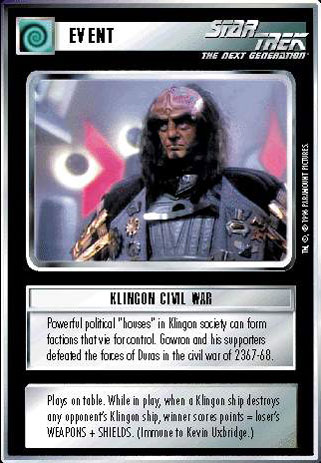 EVENT
STAR TREK
THE NEXT GENERATION®
TM, ®, © 1996 PARAMOUNT PICTURES.
KLINGON CIVIL WAR
Powerful political "houses" in Klingon society can form
factions that vie for control. Gowron and his supporters
defeated the forces of Duras in the civil war of 2367-68.
Plays on table. While in play, when a Klingon ship destroys
any opponent's Klingon ship, winner scores points = loser's
WEAPONS + SHIELDS. (Immune to Kevin Uxbridge.)